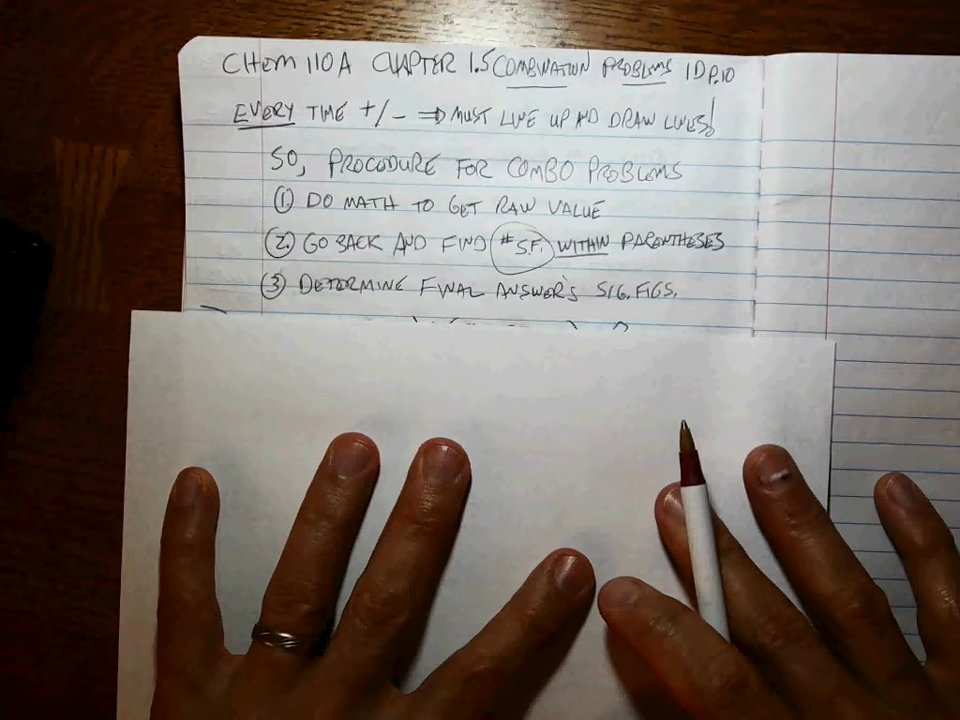 CHEM 110A CHAPTER 1.5 COMBINATION PROBLEMS 1D P.10
EVERY TIME +/- ⇒ MUST LINE UP AND DRAW LINES!
SO, PROCEDURE FOR COMBO PROBLEMS
① DO MATH TO GET RAW VALUE
②. GO BACK AND FIND #S.F. WITHIN PARENTHESES
③ DETERMINE FINAL ANSWER'S SIG. FIGS.